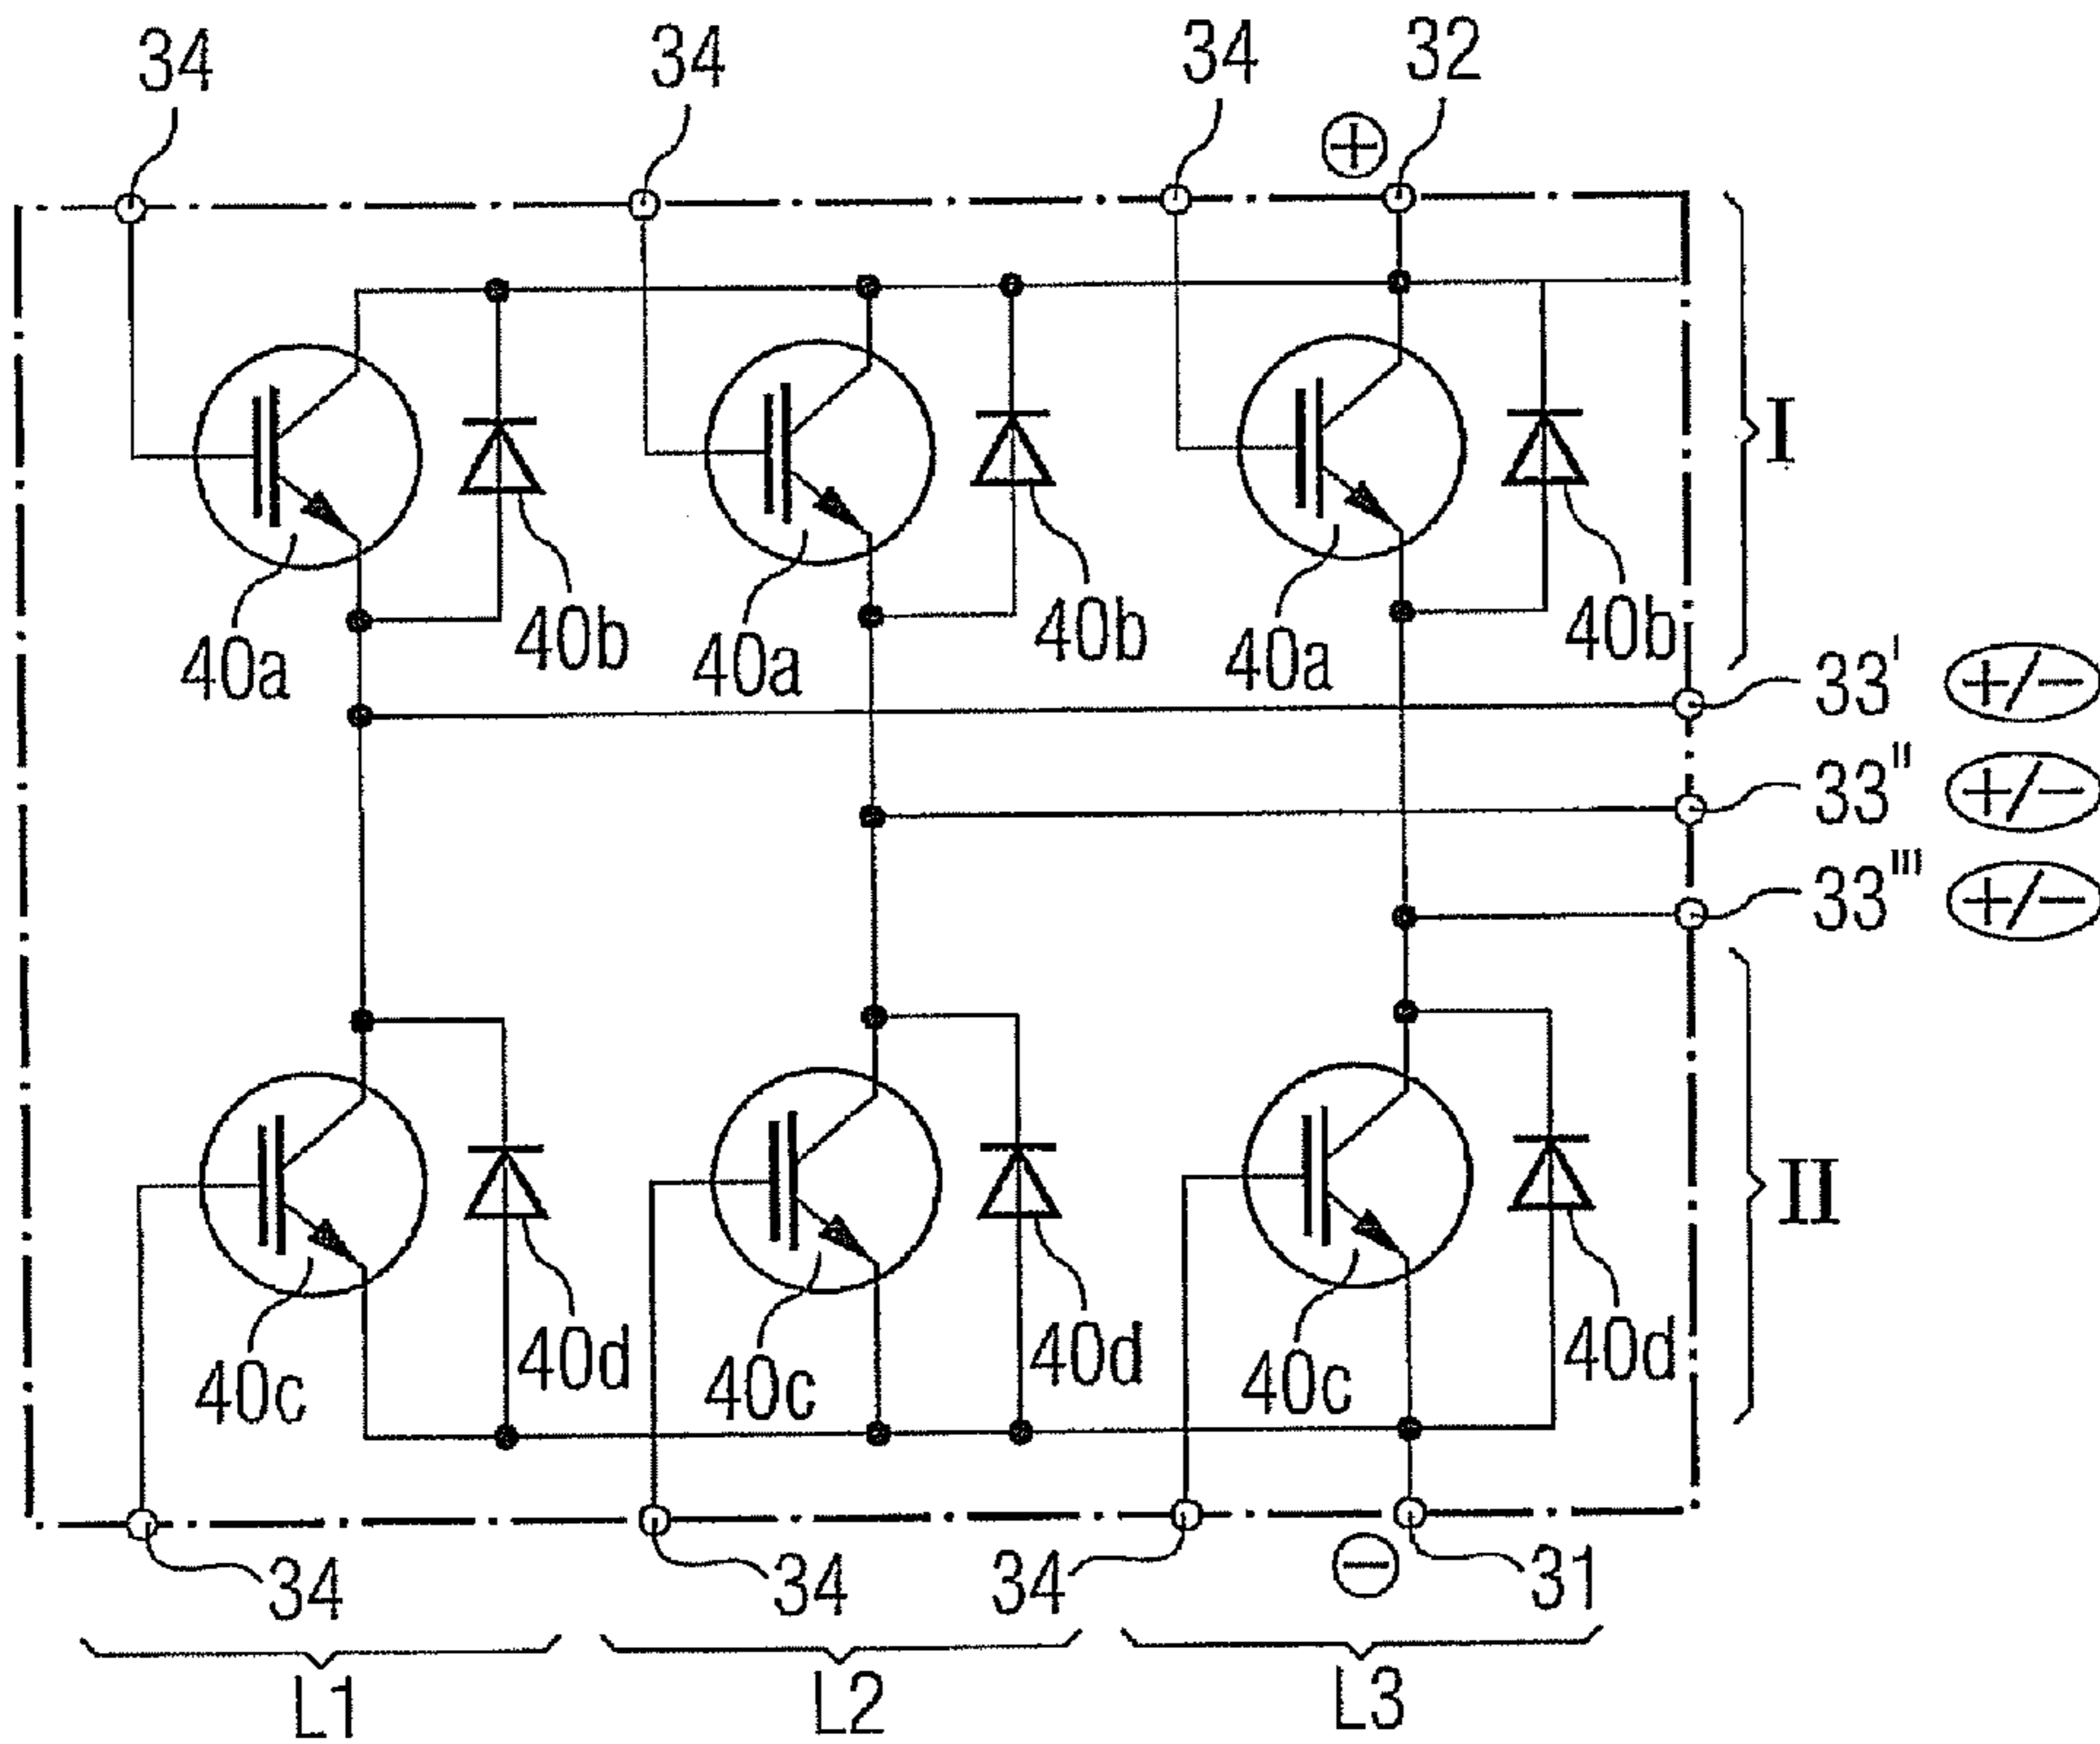 34 34 34 32
+
I
40a 40b 40a 40b 40a 40b
33' +/-
33'' +/-
33''' +/-
II
40c 40d 40c 40d 40c 40d
34 34 34 − 31
L1 L2 L3